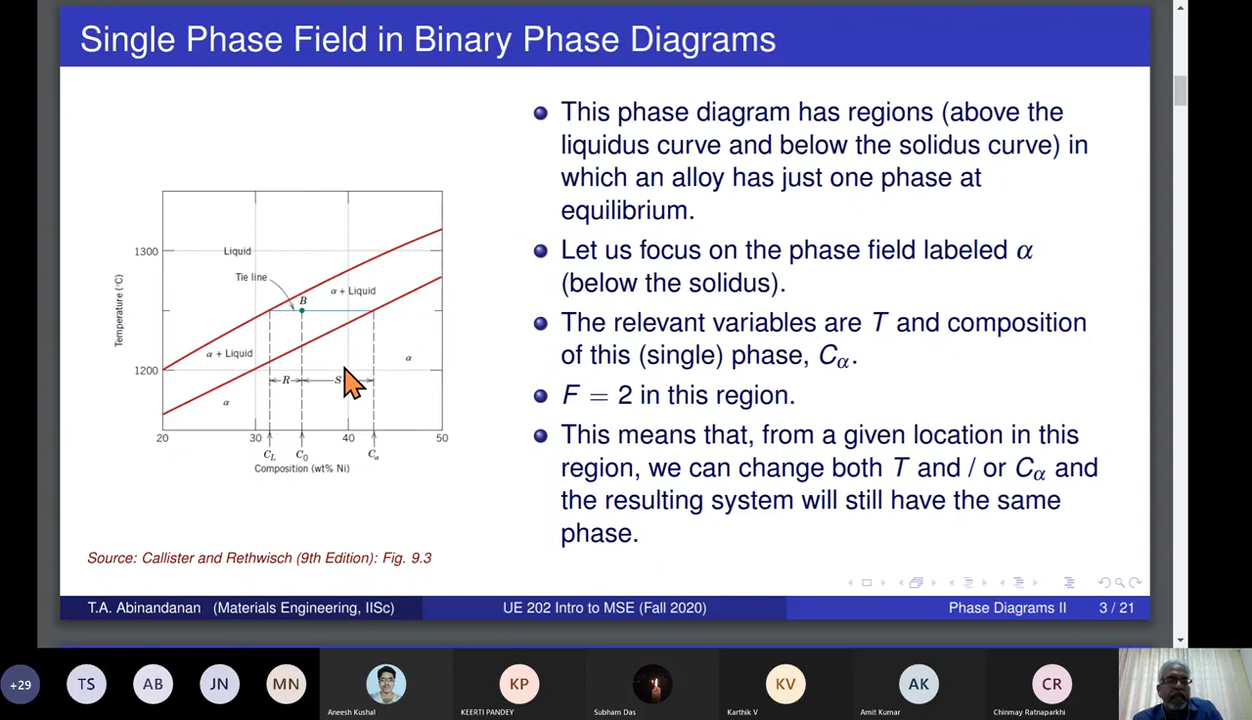 Single Phase Field in Binary Phase Diagrams
This phase diagram has regions (above the
liquidus curve and below the solidus curve) in
which an alloy has just one phase at
equilibrium.
Let us focus on the phase field labeled α
(below the solidus).
The relevant variables are T and composition
of this (single) phase, Cα.
F = 2 in this region.
This means that, from a given location in this
region, we can change both T and / or Cα and
the resulting system will still have the same
phase.
1300
Liquid
Tie line
B
α + Liquid
Temperature (°C)
α + Liquid
α
1200
R
S
α
20
30
40
50
CL
C0
Cα
Composition (wt% Ni)
Source: Callister and Rethwisch (9th Edition): Fig. 9.3
T.A. Abinandanan (Materials Engineering, IISc)
UE 202 Intro to MSE (Fall 2020)
Phase Diagrams II
3 / 21
+29
TS
AB
JN
MN
KP
KV
AK
CR
Aneesh Kushal
KEERTI PANDEY
Subham Das
Karthik V
Amit Kumar
Chinmay Ratnaparkhi